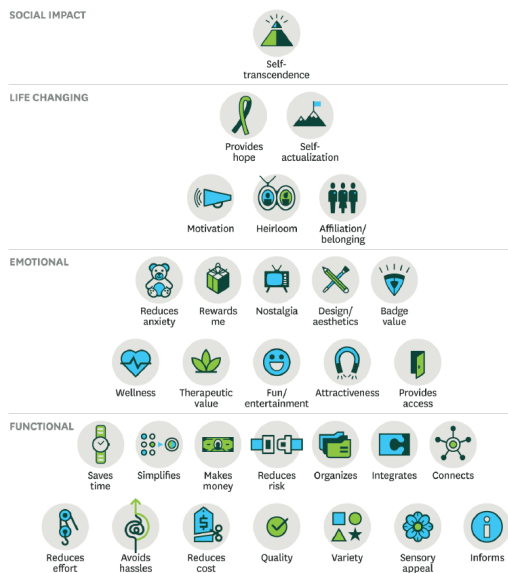 SOCIAL IMPACT
Self-
transcendence
LIFE CHANGING
Provides
hope
Self-
actualization
Motivation
Heirloom
Affiliation/
belonging
EMOTIONAL
Reduces
anxiety
Rewards
me
Nostalgia
Design/
aesthetics
Badge
value
Wellness
Therapeutic
value
Fun/
entertainment
Attractiveness
Provides
access
FUNCTIONAL
Saves
time
Simplifies
Makes
money
Reduces
risk
Organizes
Integrates
Connects
Reduces
effort
Avoids
hassles
Reduces
cost
Quality
Variety
Sensory
appeal
Informs